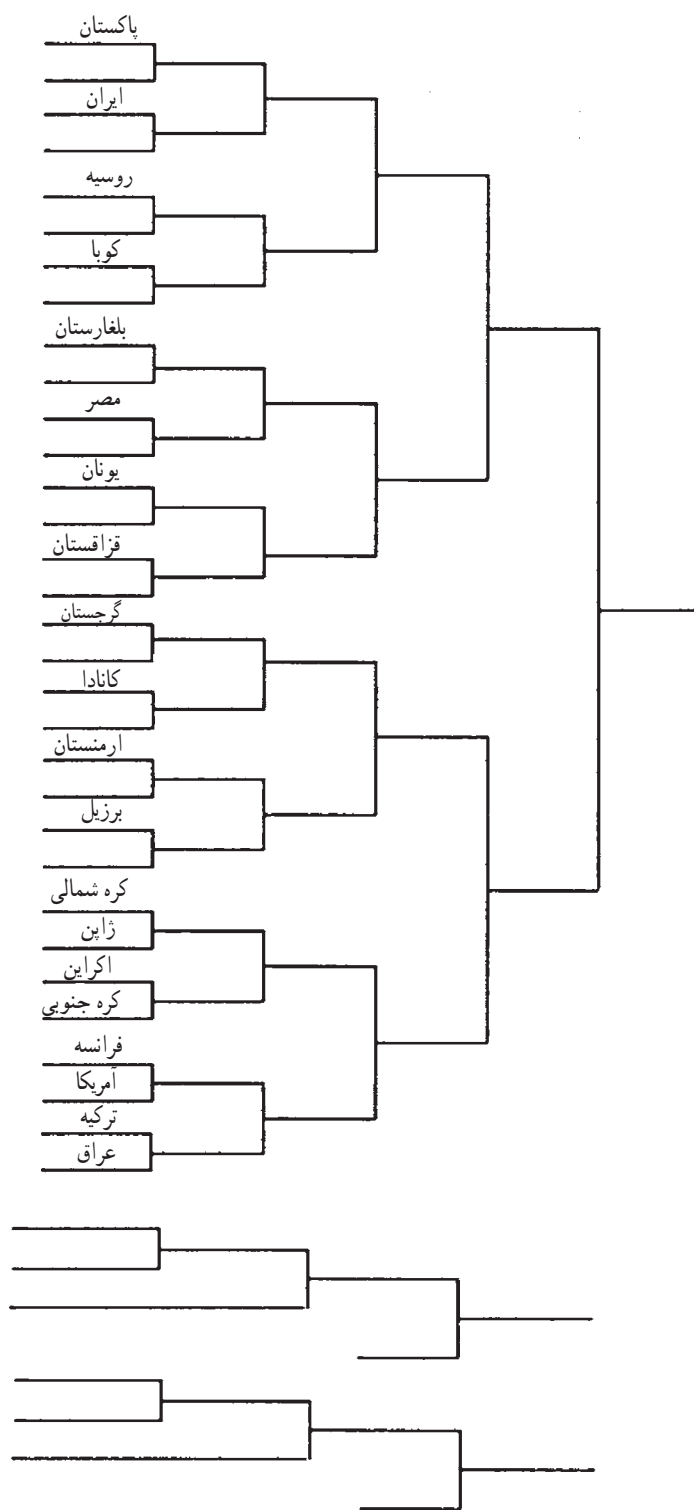 پاکستان
ایران
روسیه
کوبا
بلغارستان
مصر
یونان
قزاقستان
گرجستان
کانادا
ارمنستان
برزیل
کره شمالی
ژاپن
اکراین
کره جنوبی
فرانسه
آمریکا
ترکیه
عراق